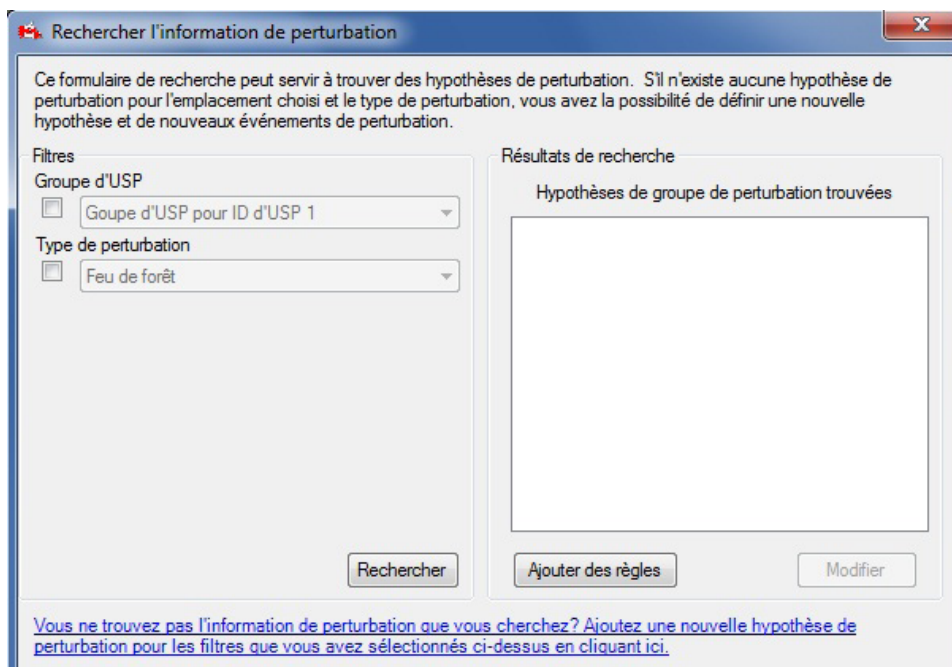 Rechercher l'information de perturbation
Ce formulaire de recherche peut servir à trouver des hypothèses de perturbation. S'il n'existe aucune hypothèse de
perturbation pour l'emplacement choisi et le type de perturbation, vous avez la possibilité de définir une nouvelle
hypothèse et de nouveaux événements de perturbation.
Filtres
Groupe d'USP
Goupe d'USP pour ID d'USP 1
Type de perturbation
Feu de forêt
Rechercher
Résultats de recherche
Hypothèses de groupe de perturbation trouvées
Ajouter des règles
Modifier
Vous ne trouvez pas l'information de perturbation que vous cherchez? Ajoutez une nouvelle hypothèse de
perturbation pour les filtres que vous avez sélectionnés ci-dessus en cliquant ici.